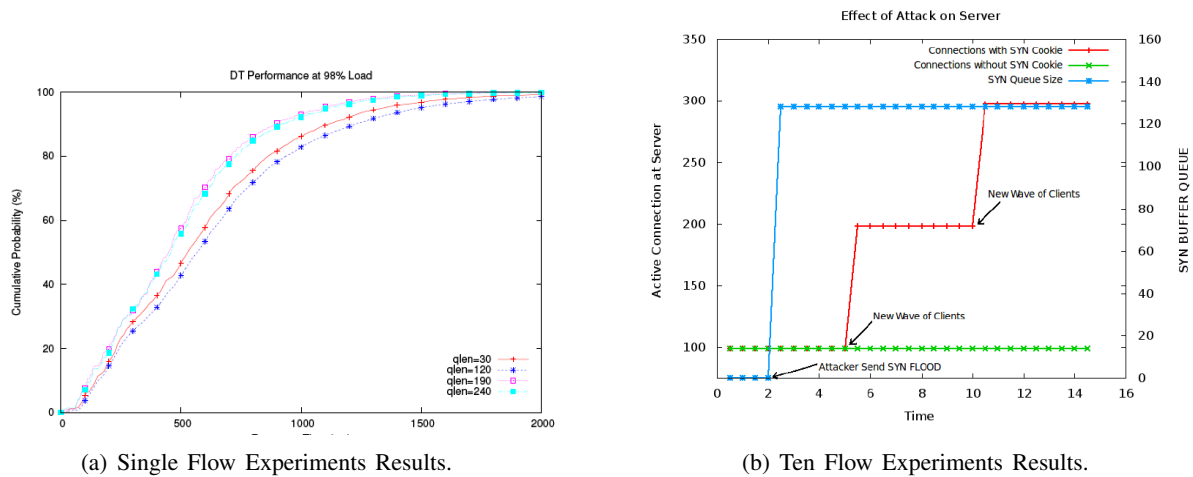 DT Performance at 98% Load
Cumulative Probability (%)
100
80
60
40
20
0
qlen=30
qlen=120
qlen=190
qlen=240
0 500 1000 1500 2000
(a) Single Flow Experiments Results.
Effect of Attack on Server
Active Connection at Server
350
300
250
200
150
100
Connections with SYN Cookie
Connections without SYN Cookie
SYN Queue Size
New Wave of Clients
New Wave of Clients
Attacker Send SYN FLOOD
160
140
120
100
80
60
40
20
0
SYN BUFFER QUEUE
0 2 4 6 8 10 12 14 16
Time
(b) Ten Flow Experiments Results.